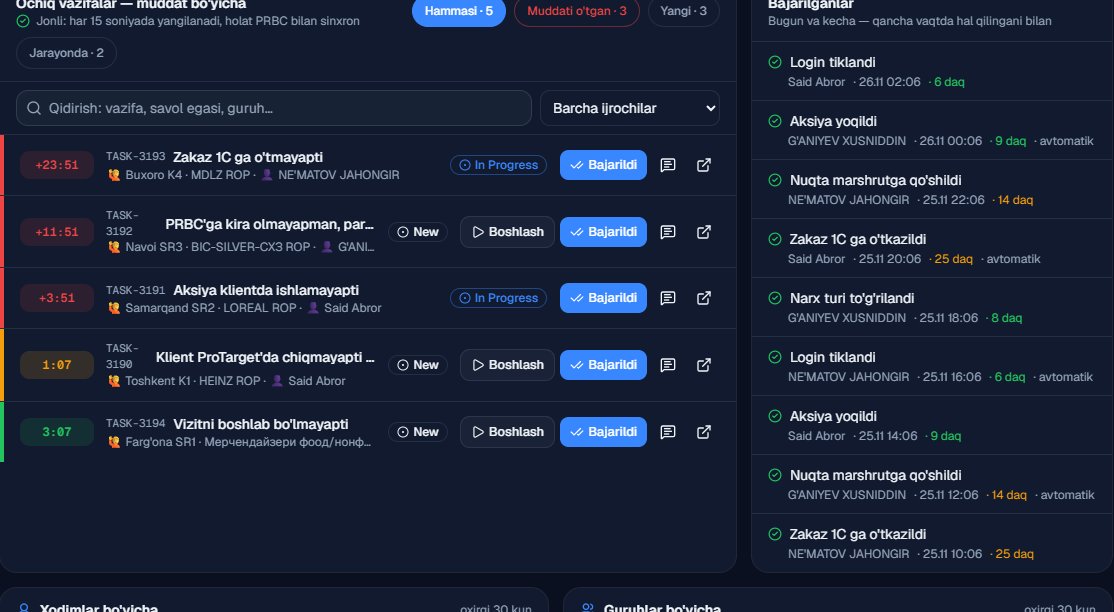 Ochiq vazifalar — muddat bo'yicha
Jonli: har 15 soniyada yangilanadi, holat PRBC bilan sinxron
Hammasi · 5
Muddati o'tgan · 3
Yangi · 3
Jarayonda · 2
Qidirish: vazifa, savol egasi, guruh...
Barcha ijrochilar
+23:51
TASK-3193 Zakaz 1C ga o'tmayapti
Buxoro K4 · MDLZ ROP · NE'MATOV JAHONGIR
In Progress
Bajarildi
+11:51
TASK-
3192
PRBC'ga kira olmayapman, par...
Navoi SR3 · BIC-SILVER-CX3 ROP · G'ANI...
New
Boshlash
Bajarildi
+3:51
TASK-3191 Aksiya klientda ishlamayapti
Samarqand SR2 · LOREAL ROP · Said Abror
In Progress
Bajarildi
1:07
TASK-
3190
Klient ProTarget'da chiqmayapti ...
Toshkent K1 · HEINZ ROP · Said Abror
New
Boshlash
Bajarildi
3:07
TASK-3194 Vizitni boshlab bo'lmayapti
Farg'ona SR1 · Мерчендайзери фоод/нонф...
New
Boshlash
Bajarildi
Bajarilganlar
Bugun va kecha — qancha vaqtda hal qilingani bilan
Login tiklandi
Said Abror · 26.11 02:06 · 6 daq
Aksiya yoqildi
G'ANIYEV XUSNIDDIN · 26.11 00:06 · 9 daq · avtomatik
Nuqta marshrutga qo'shildi
NE'MATOV JAHONGIR · 25.11 22:06 · 14 daq
Zakaz 1C ga o'tkazildi
Said Abror · 25.11 20:06 · 25 daq · avtomatik
Narx turi to'g'rilandi
G'ANIYEV XUSNIDDIN · 25.11 18:06 · 8 daq
Login tiklandi
NE'MATOV JAHONGIR · 25.11 16:06 · 6 daq · avtomatik
Aksiya yoqildi
Said Abror · 25.11 14:06 · 9 daq
Nuqta marshrutga qo'shildi
G'ANIYEV XUSNIDDIN · 25.11 12:06 · 14 daq · avtomatik
Zakaz 1C ga o'tkazildi
NE'MATOV JAHONGIR · 25.11 10:06 · 25 daq
Xodimlar bo'yicha
oxirgi 30 kun
Guruhlar bo'yicha
oxirgi 30 kun